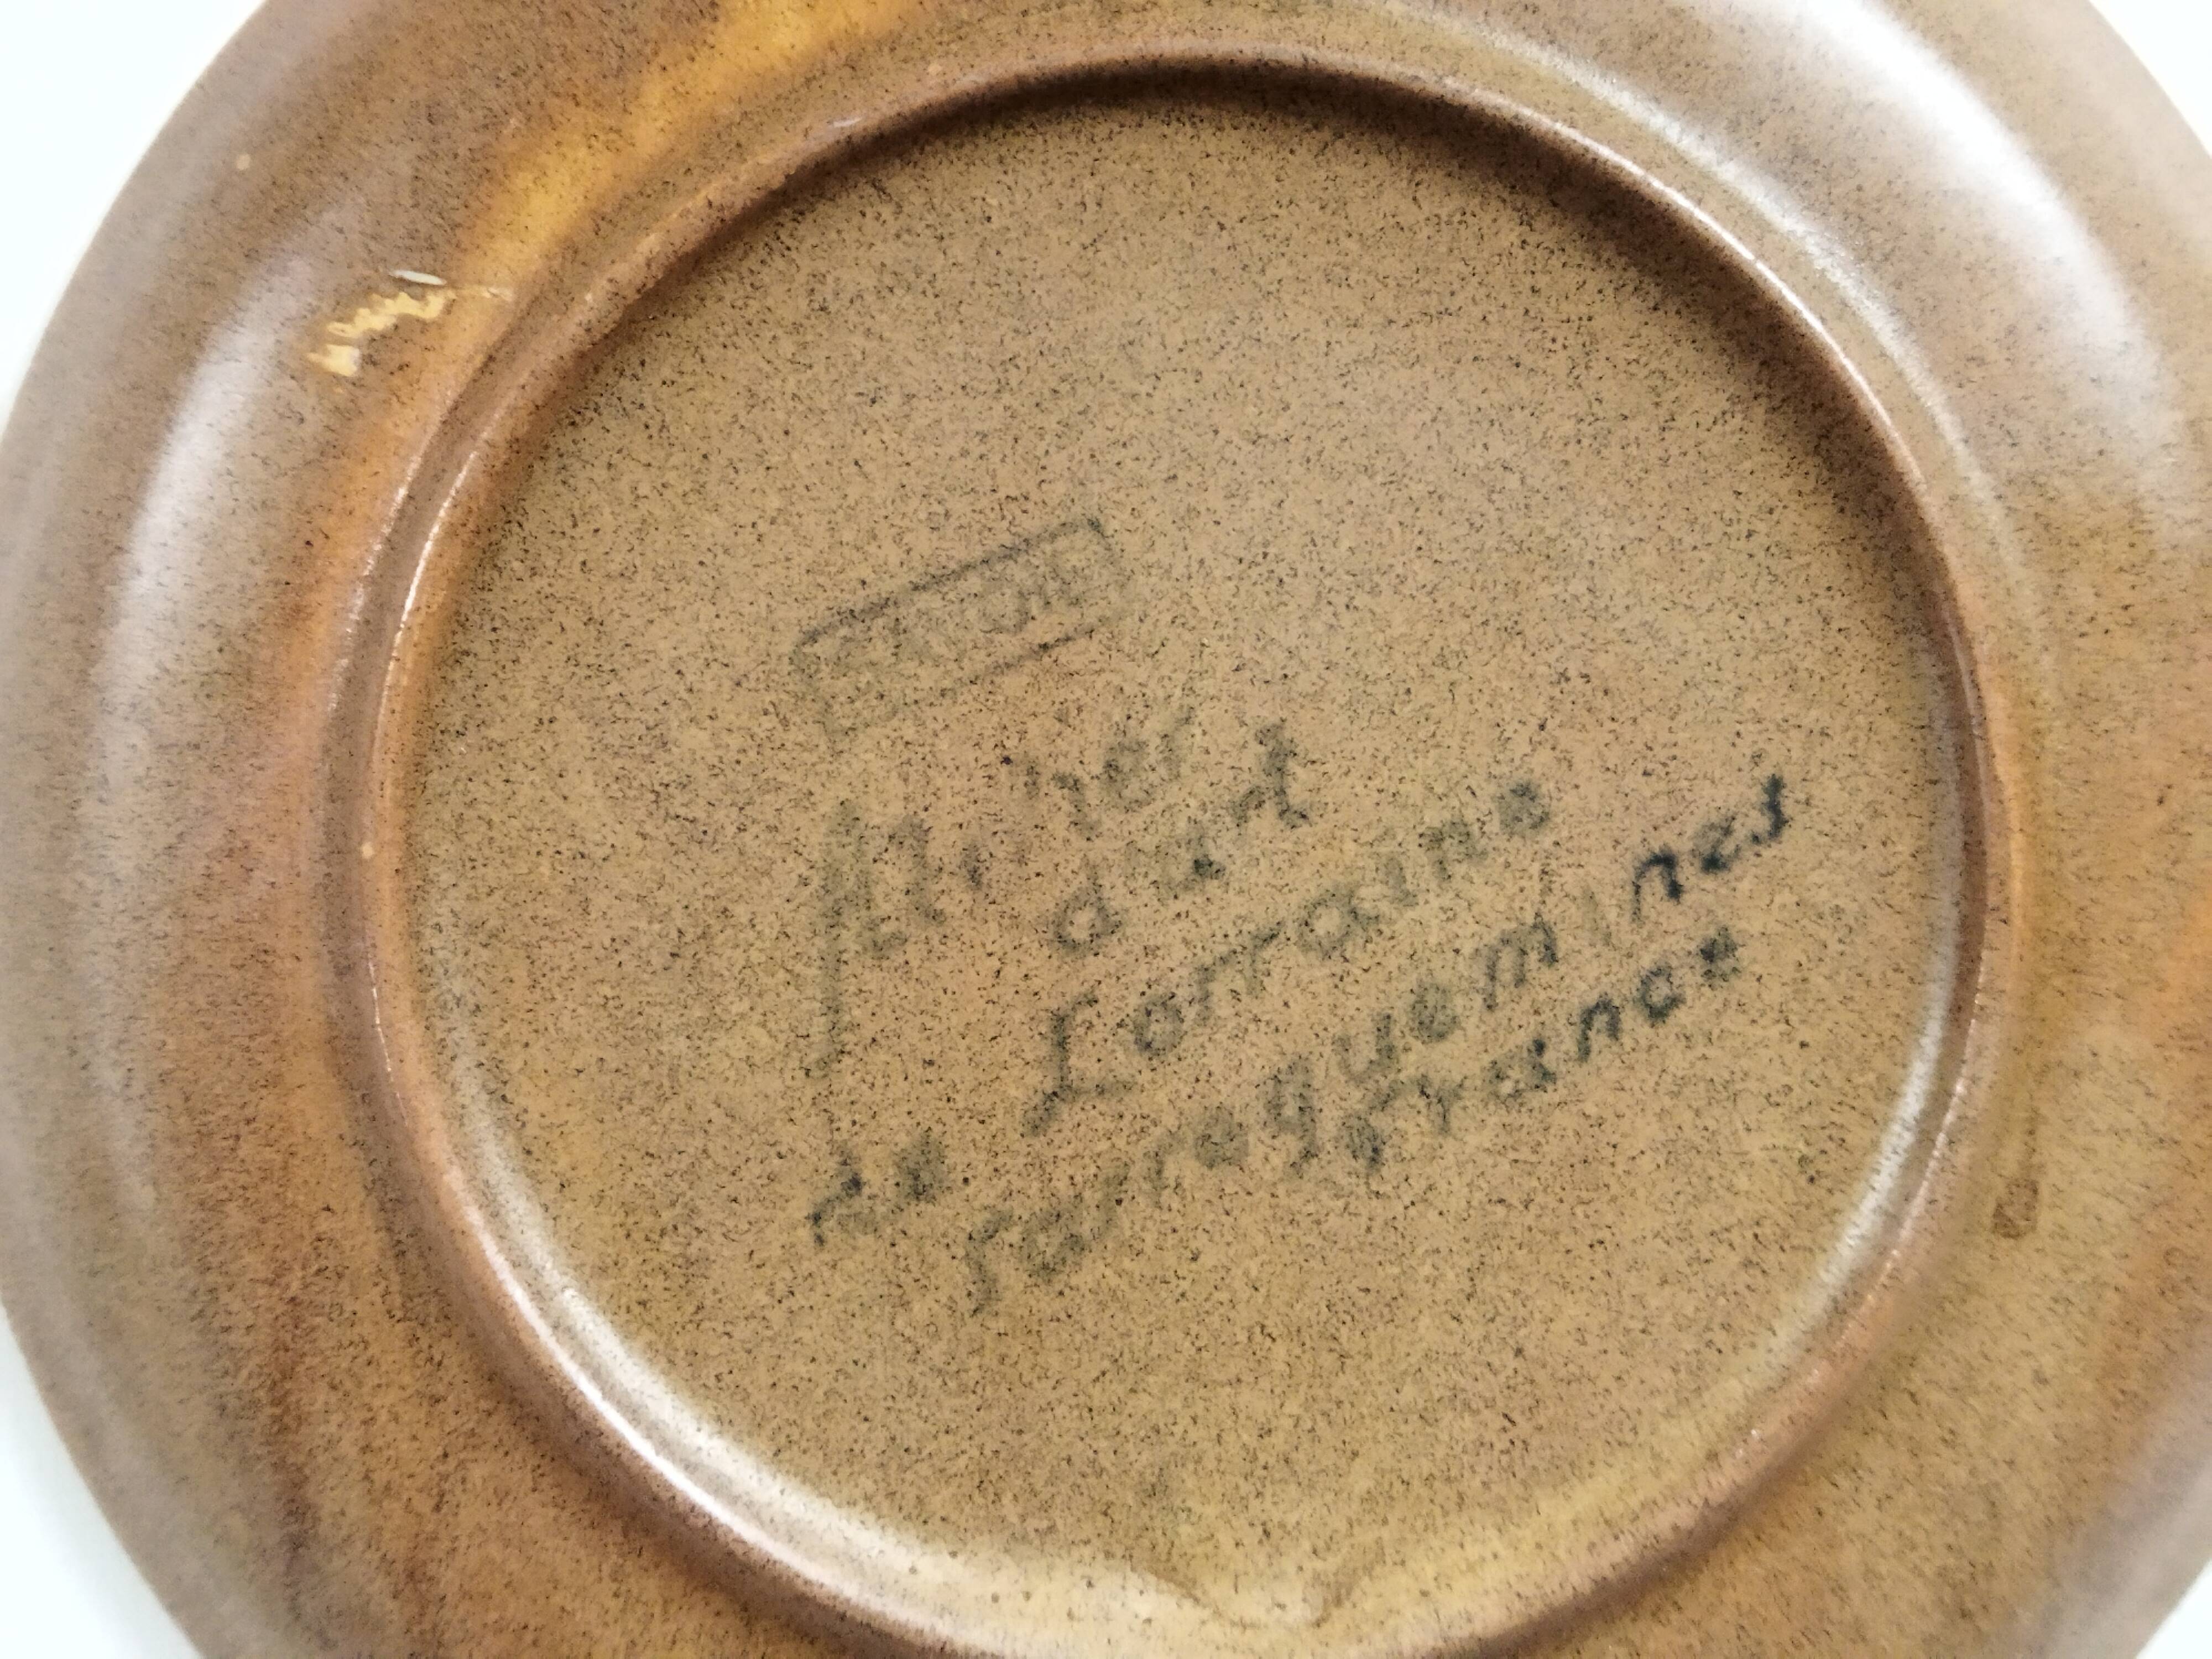 Atelier
d'art
de Lorraine
Sarreguemines
France